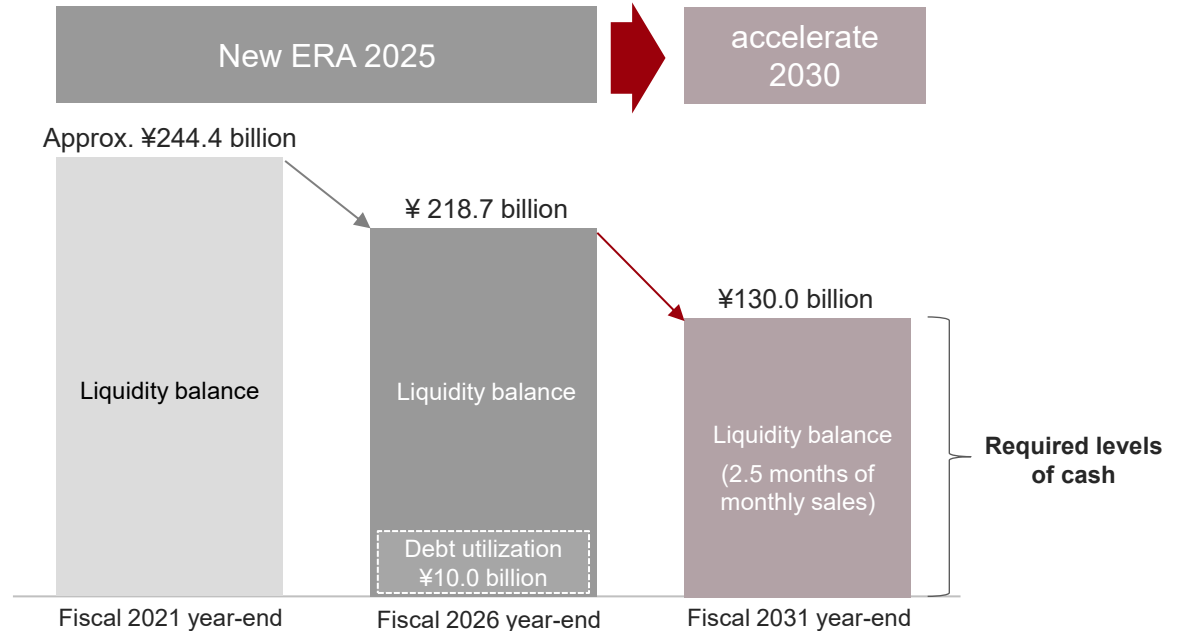 New ERA 2025
accelerate
2030
Approx. ¥244.4 billion
¥ 218.7 billion
¥130.0 billion
Liquidity balance
Liquidity balance
Liquidity balance
(2.5 months of
monthly sales)
Required levels
of cash
Debt utilization
¥10.0 billion
Fiscal 2021 year-end
Fiscal 2026 year-end
Fiscal 2031 year-end